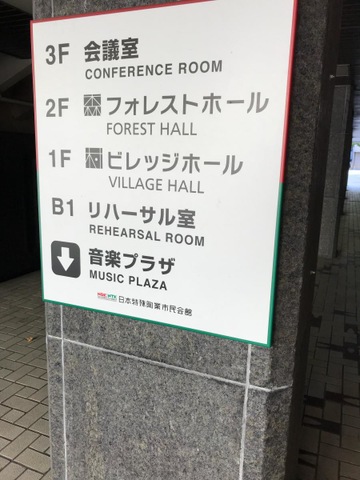 3F 会議室
CONFERENCE ROOM
2F フォレストホール
FOREST HALL
1F ビレッジホール
VILLAGE HALL
B1 リハーサル室
REHEARSAL ROOM
音楽プラザ
MUSIC PLAZA
日本特殊陶業市民会館